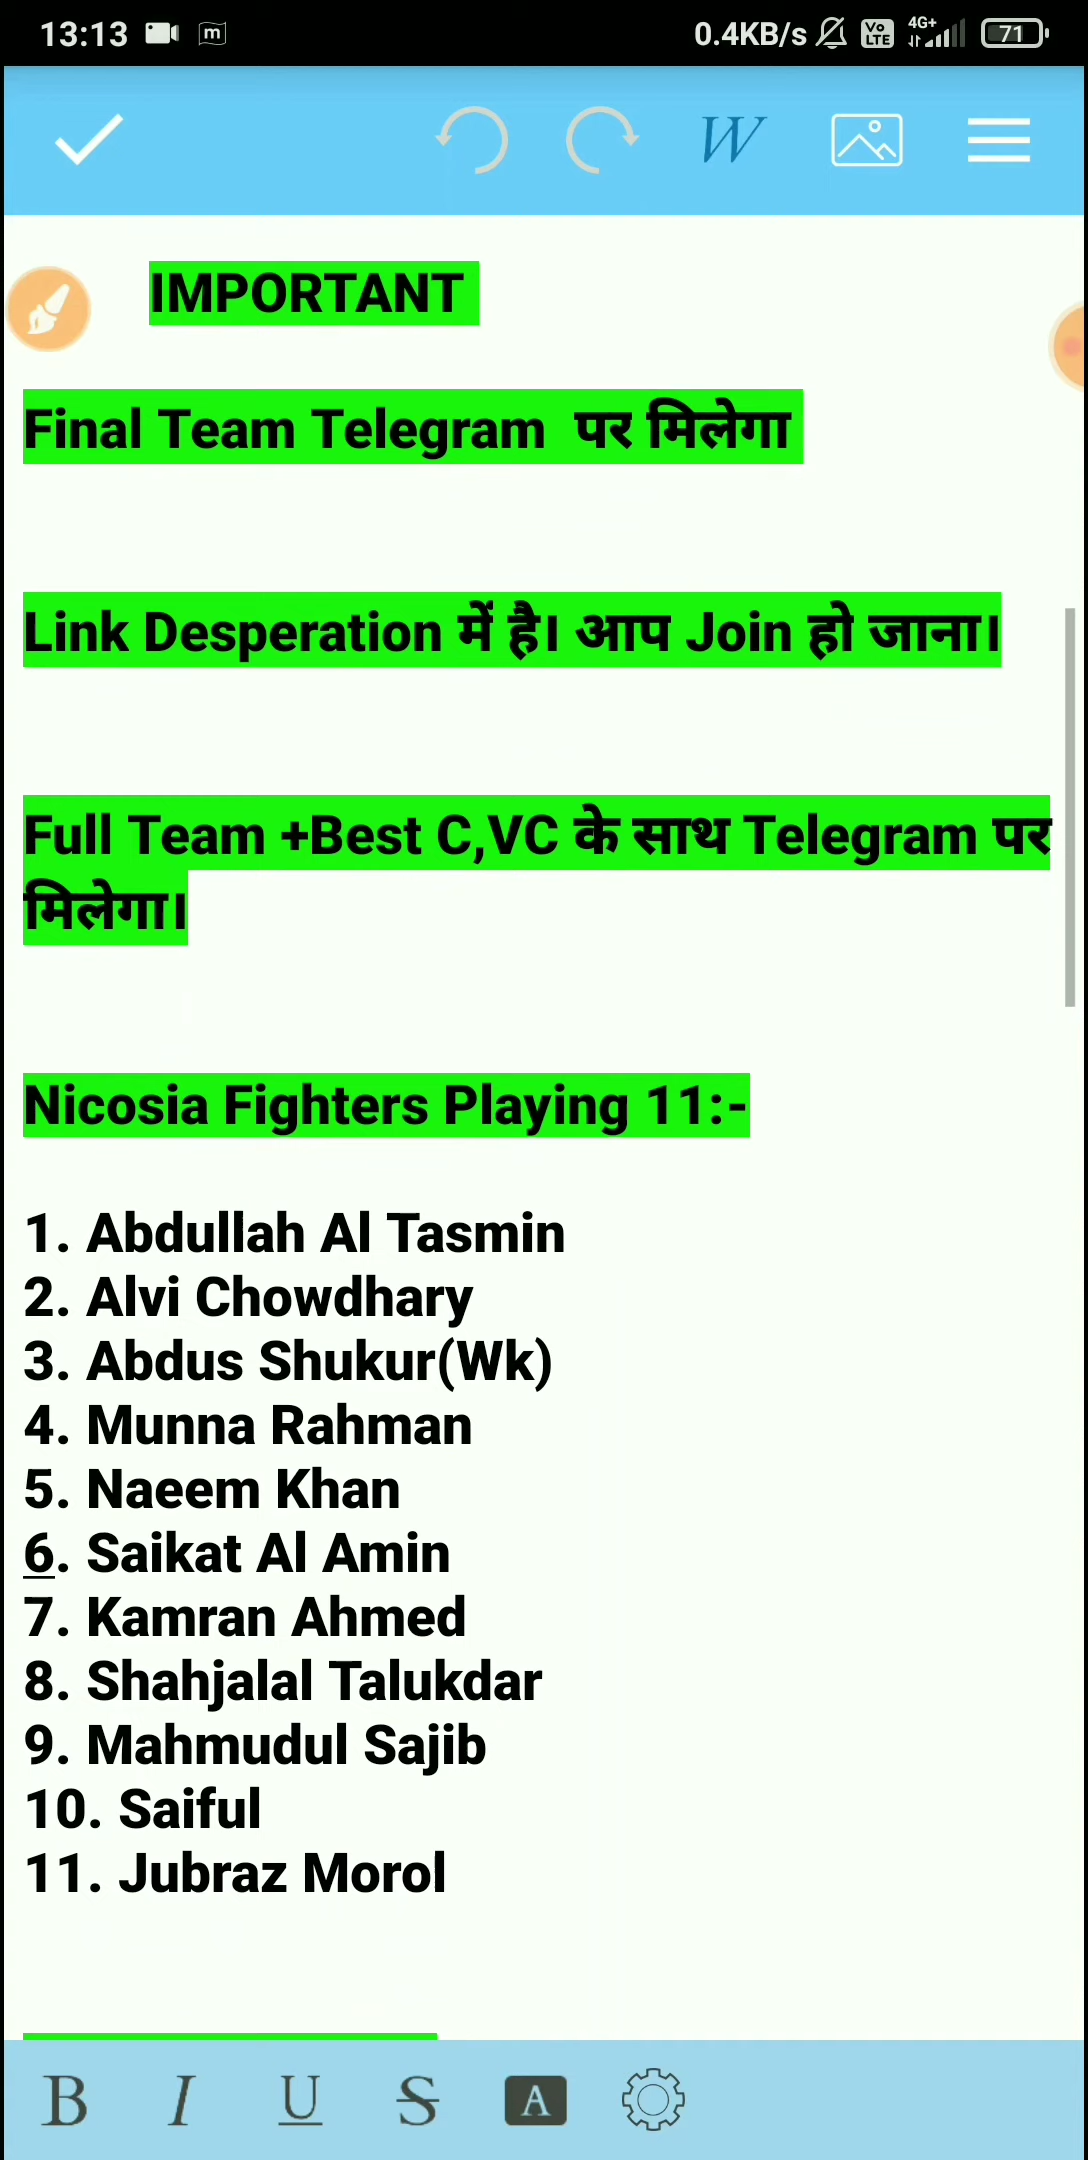 13:13 m 0.4KB/s Vo LTE 4G+ 71
W
IMPORTANT
Final Team Telegram पर मिलेगा
Link Desperation में है। आप Join हो जाना।
Full Team +Best C,VC के साथ Telegram पर
मिलेगा।
Nicosia Fighters Playing 11:-
1. Abdullah Al Tasmin
2. Alvi Chowdhary
3. Abdus Shukur(Wk)
4. Munna Rahman
5. Naeem Khan
6. Saikat Al Amin
7. Kamran Ahmed
8. Shahjalal Talukdar
9. Mahmudul Sajib
10. Saiful
11. Jubraz Morol
B I U S A